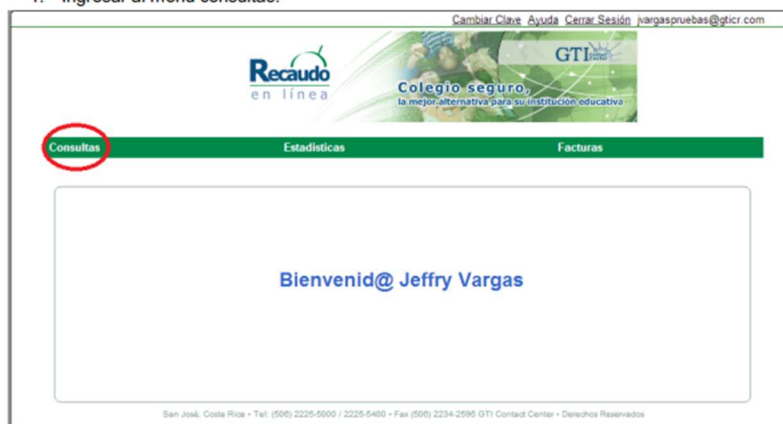 1. Ingresar al menú consultas.
Cambiar Clave Ayuda Cerrar Sesión jvargaspruebas@gticr.com
Recaudo
en línea
GTI
Colegio seguro,
la mejor alternativa para su institución educativa
Consultas Estadísticas Facturas
Bienvenid@ Jeffry Vargas
San José, Costa Rica • Tel: (506) 2225-5000 / 2225-5400 • Fax (506) 2234-2595 GTI Contact Center • Derechos Reservados